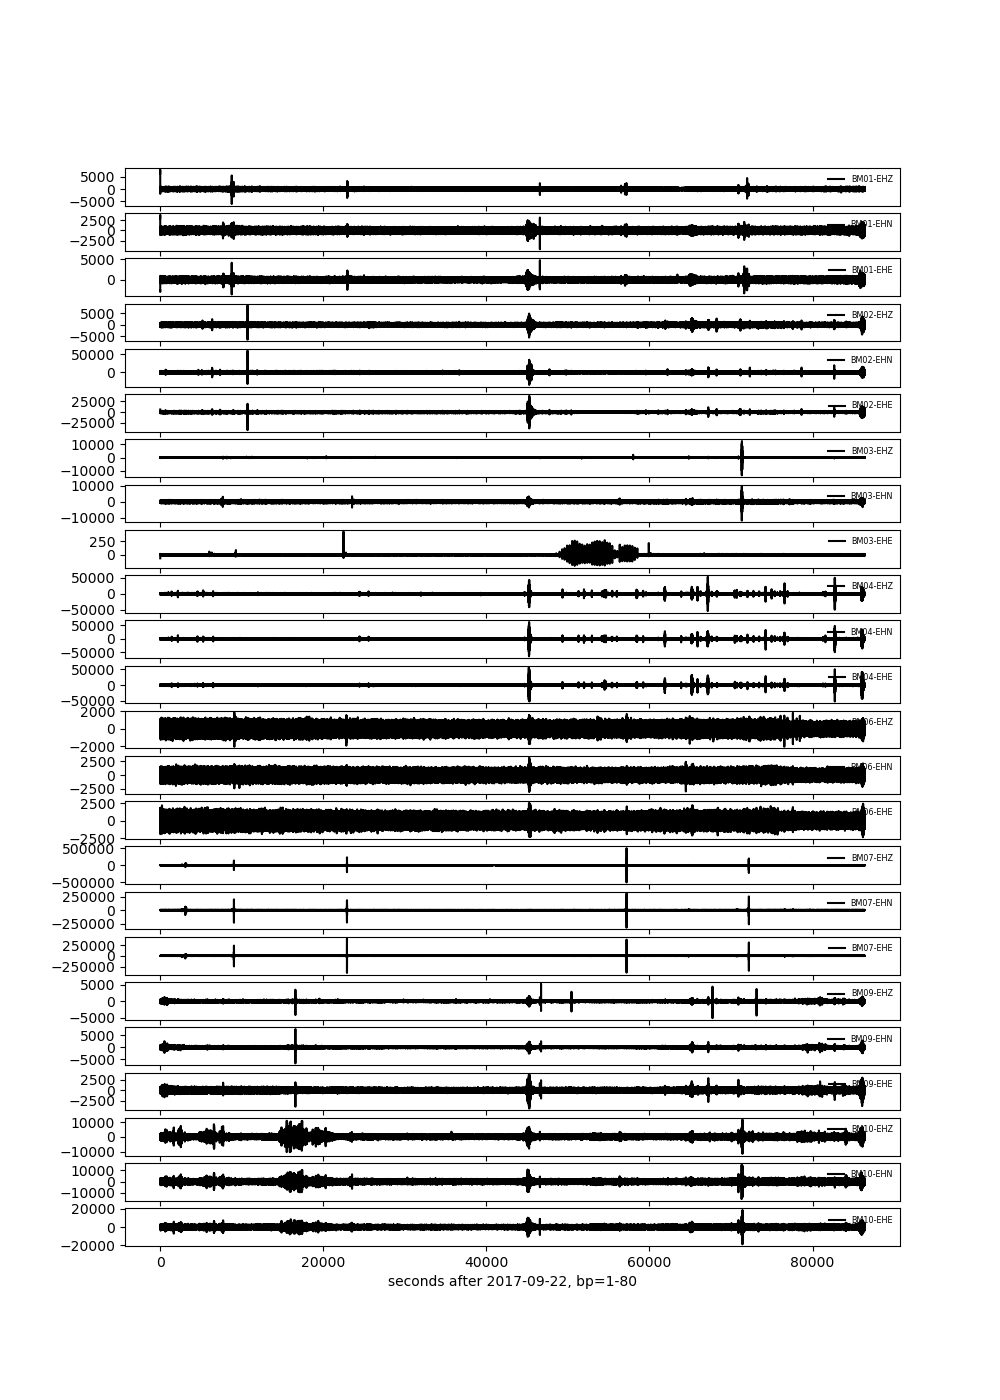 5000
0
−5000
BM01-EHZ
2500
0
−2500
BM01-EHN
5000
0
BM01-EHE
5000
0
−5000
BM02-EHZ
50000
0
BM02-EHN
25000
0
−25000
BM02-EHE
10000
0
−10000
BM03-EHZ
10000
0
−10000
BM03-EHN
250
0
BM03-EHE
50000
0
−50000
BM04-EHZ
50000
0
−50000
BM04-EHN
50000
0
−50000
BM04-EHE
2000
0
−2000
BM06-EHZ
2500
0
−2500
BM06-EHN
2500
0
−2500
BM06-EHE
500000
0
−500000
BM07-EHZ
250000
0
−250000
BM07-EHN
250000
0
−250000
BM07-EHE
5000
0
−5000
BM09-EHZ
5000
0
−5000
BM09-EHN
2500
0
−2500
BM09-EHE
10000
0
−10000
BM10-EHZ
10000
0
−10000
BM10-EHN
20000
0
−20000
BM10-EHE
0 20000 40000 60000 80000
seconds after 2017-09-22, bp=1-80